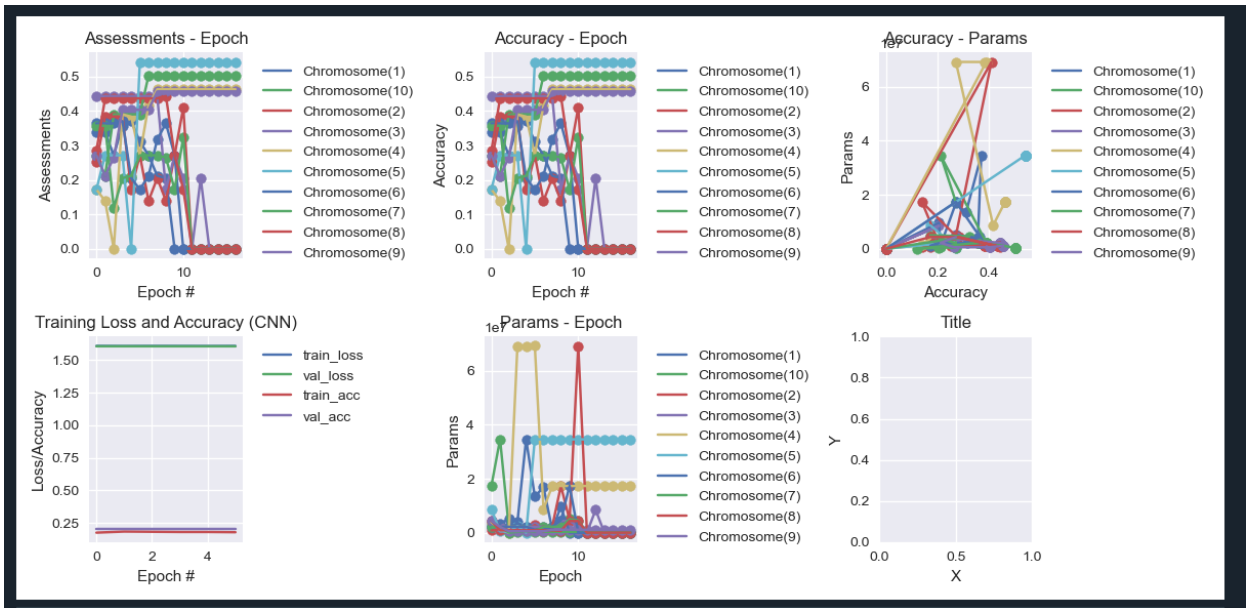 Assessments - Epoch
Assessments
0.5
0.4
0.3
0.2
0.1
0.0
0
10
Epoch #
Chromosome(1)
Chromosome(10)
Chromosome(2)
Chromosome(3)
Chromosome(4)
Chromosome(5)
Chromosome(6)
Chromosome(7)
Chromosome(8)
Chromosome(9)
Accuracy - Epoch
Accuracy
0.5
0.4
0.3
0.2
0.1
0.0
0
10
Epoch #
Chromosome(1)
Chromosome(10)
Chromosome(2)
Chromosome(3)
Chromosome(4)
Chromosome(5)
Chromosome(6)
Chromosome(7)
Chromosome(8)
Chromosome(9)
Accuracy - Params
1e7
Params
6
4
2
0
0.0
0.2
0.4
Accuracy
Chromosome(1)
Chromosome(10)
Chromosome(2)
Chromosome(3)
Chromosome(4)
Chromosome(5)
Chromosome(6)
Chromosome(7)
Chromosome(8)
Chromosome(9)
Training Loss and Accuracy (CNN)
Loss/Accuracy
1.50
1.25
1.00
0.75
0.50
0.25
0
2
4
Epoch #
train_loss
val_loss
train_acc
val_acc
Params - Epoch
1e7
Params
6
4
2
0
0
10
Epoch
Chromosome(1)
Chromosome(10)
Chromosome(2)
Chromosome(3)
Chromosome(4)
Chromosome(5)
Chromosome(6)
Chromosome(7)
Chromosome(8)
Chromosome(9)
Title
Y
1.0
0.8
0.6
0.4
0.2
0.0
0.0
0.5
1.0
X